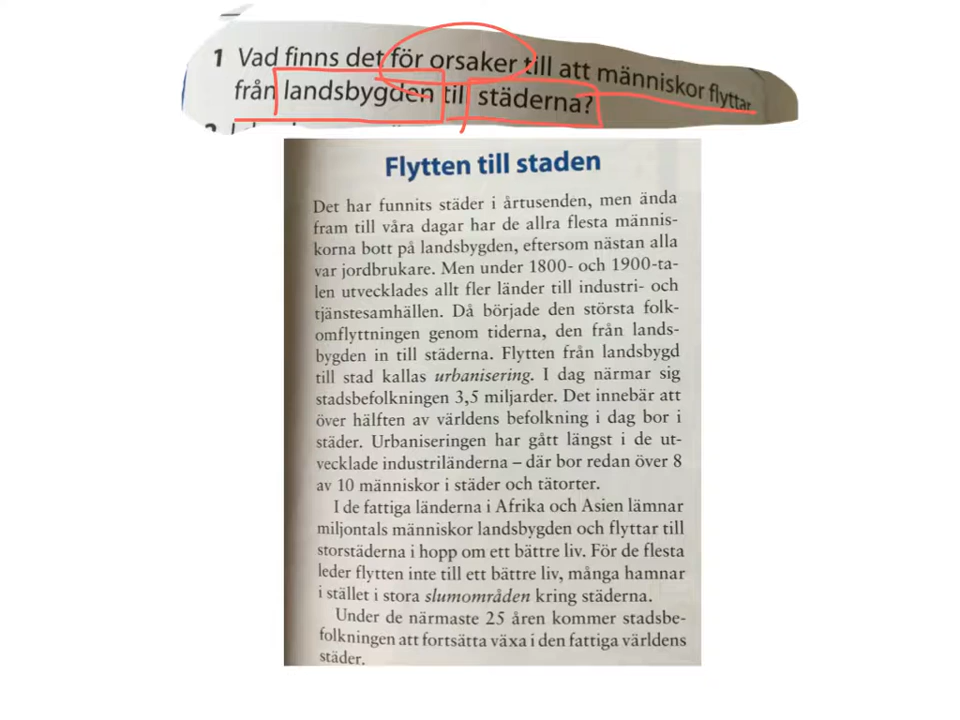 1 Vad finns det för orsaker till att människor flyttar
från landsbygden till städerna?
Flytten till staden
Det har funnits städer i årtusenden, men ända
fram till våra dagar har de allra flesta männis-
korna bott på landsbygden, eftersom nästan alla
var jordbrukare. Men under 1800- och 1900-ta-
len utvecklades allt fler länder till industri- och
tjänstesamhällen. Då började den största folk-
omflyttningen genom tiderna, den från lands-
bygden in till städerna. Flytten från landsbygd
till stad kallas urbanisering. I dag närmar sig
stadsbefolkningen 3,5 miljarder. Det innebär att
över hälften av världens befolkning i dag bor i
städer. Urbaniseringen har gått längst i de ut-
vecklade industriländerna – där bor redan över 8
av 10 människor i städer och tätorter.
I de fattiga länderna i Afrika och Asien lämnar
miljontals människor landsbygden och flyttar till
storstäderna i hopp om ett bättre liv. För de flesta
leder flytten inte till ett bättre liv, många hamnar
i stället i stora slumområden kring städerna.
Under de närmaste 25 åren kommer stadsbe-
folkningen att fortsätta växa i den fattiga världens
städer.